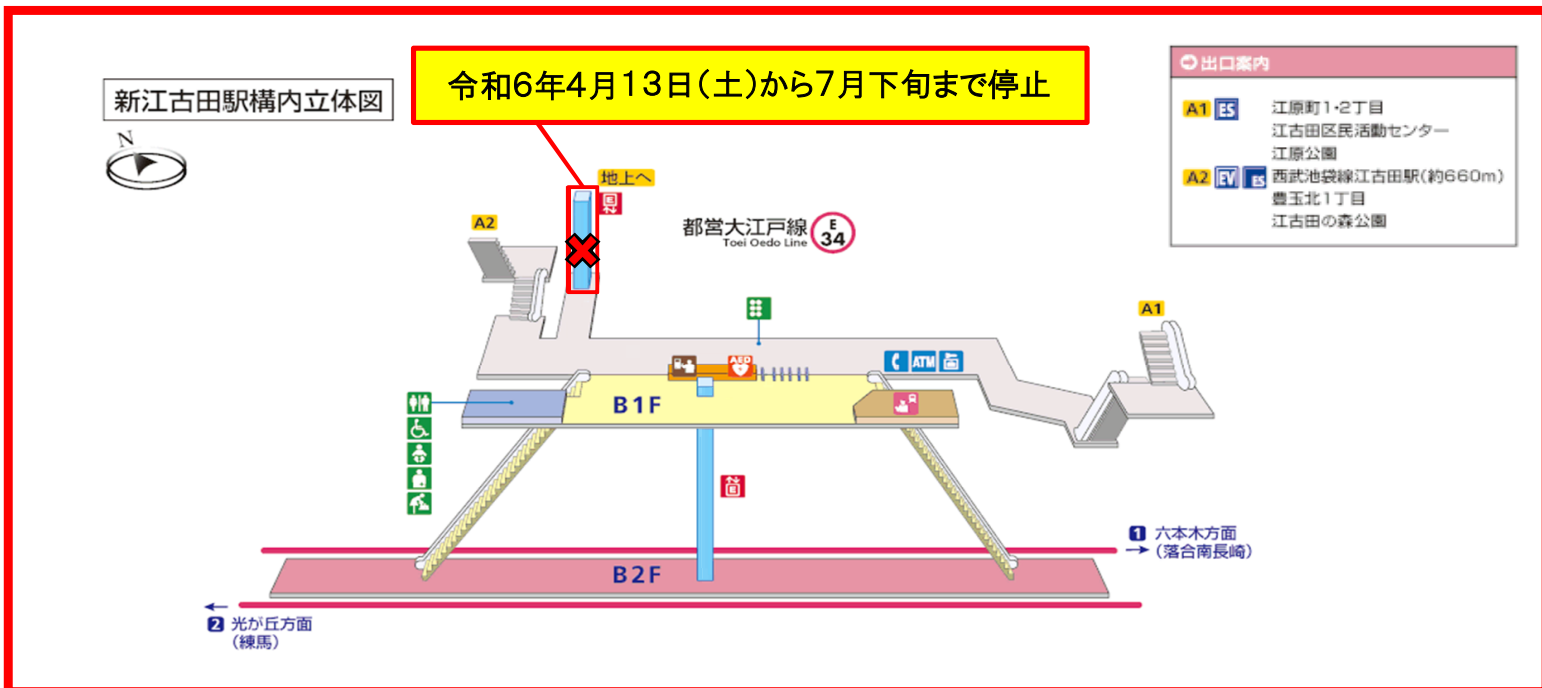 令和6年4月13日(土)から7月下旬まで停止
新江古田駅構内立体図
N
出口案内
A1 ES 江原町1・2丁目
江古田区民活動センター
江原公園
A2 EV ES 西武池袋線江古田駅(約660m)
豊玉北1丁目
江古田の森公園
地上へ
E
A2
都営大江戸線
Toei Oedo Line
E
34
A1
AED
ATM
B1F
E
1 六本木方面
→ (落合南長崎)
B2F
←
2 光が丘方面
(練馬)